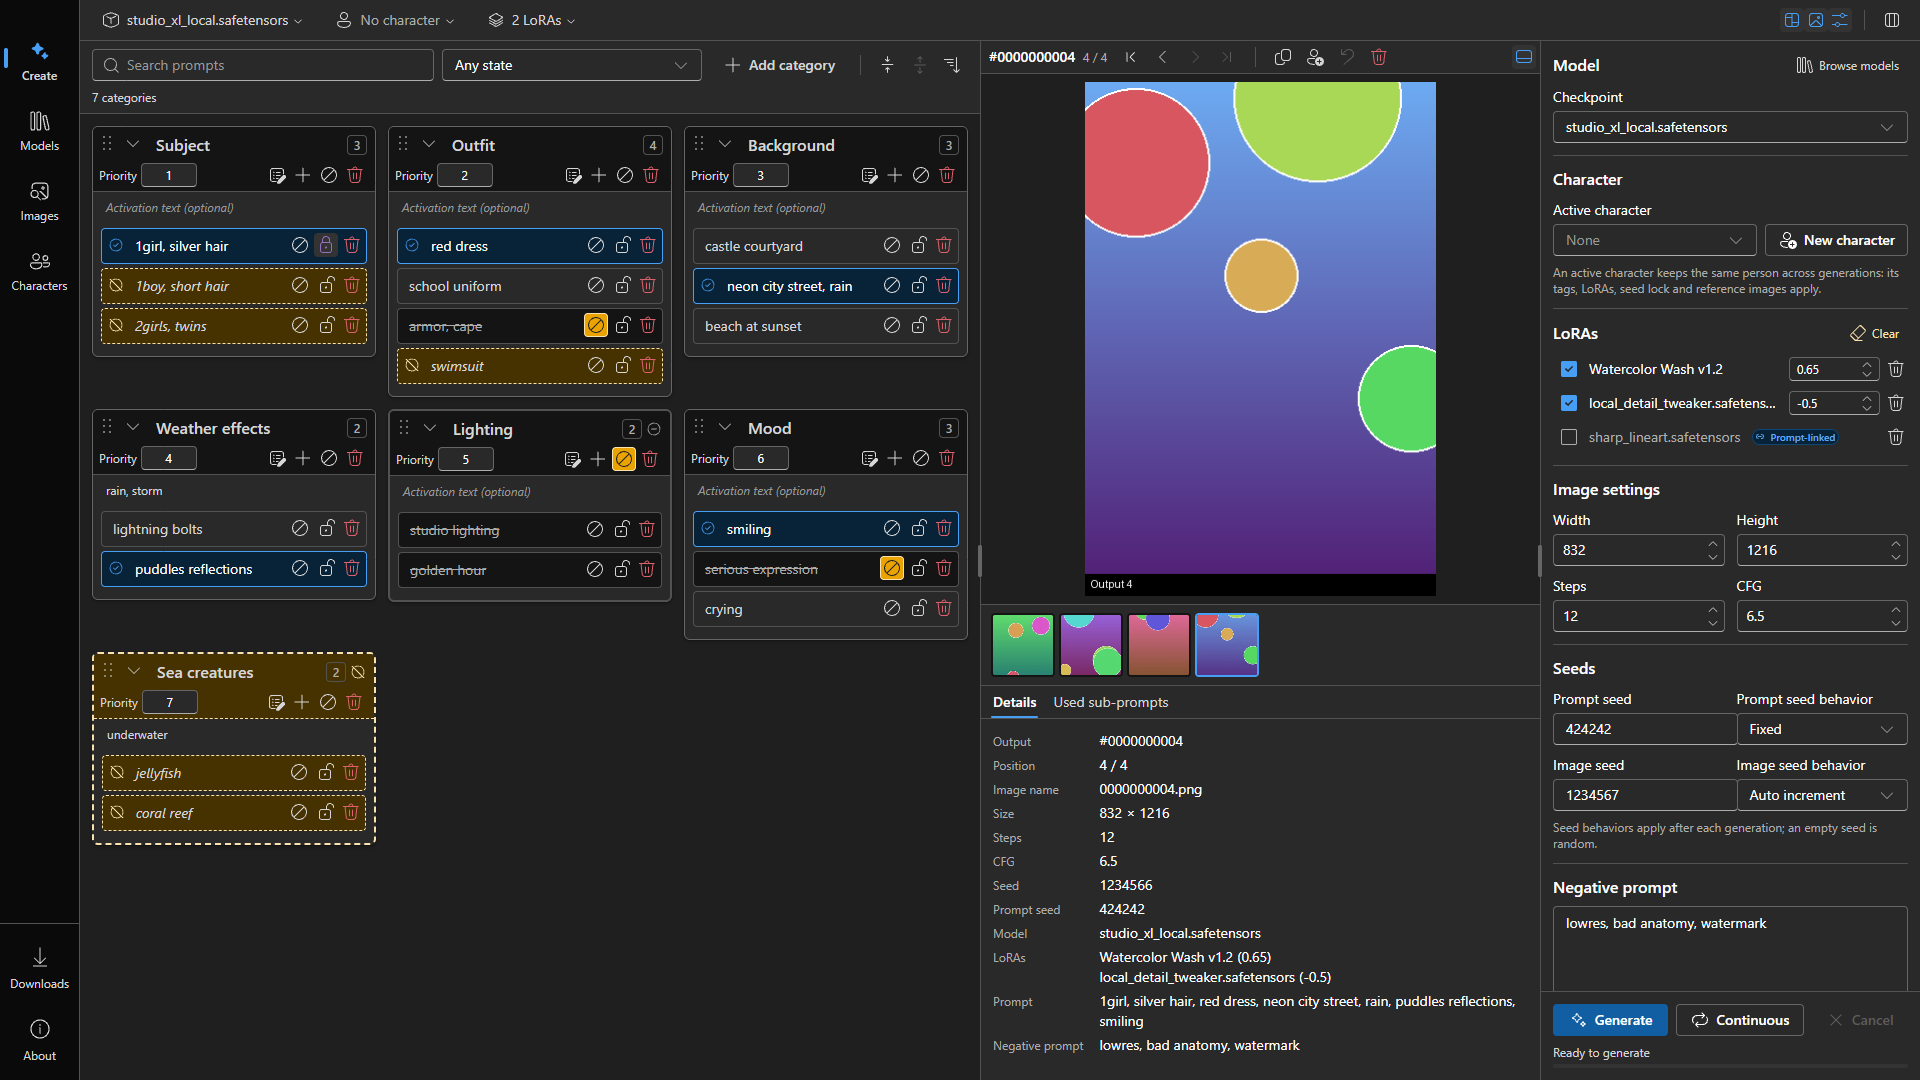 studio_xl_local.safetensors
No character
2 LoRAs
Create
Models
Images
Characters
Downloads
About
Search prompts
Any state
Add category
7 categories
Subject
3
Priority
1
Activation text (optional)
1girl, silver hair
1boy, short hair
2girls, twins
Outfit
4
Priority
2
Activation text (optional)
red dress
school uniform
armor, cape
swimsuit
Background
3
Priority
3
Activation text (optional)
castle courtyard
neon city street, rain
beach at sunset
Weather effects
2
Priority
4
rain, storm
lightning bolts
puddles reflections
Lighting
2
Priority
5
Activation text (optional)
studio lighting
golden hour
Mood
3
Priority
6
Activation text (optional)
smiling
serious expression
crying
Sea creatures
2
Priority
7
underwater
jellyfish
coral reef
#0000000004
4 / 4
Output 4
Details
Used sub-prompts
Output
#0000000004
Position
4 / 4
Image name
0000000004.png
Size
832 × 1216
Steps
12
CFG
6.5
Seed
1234566
Prompt seed
424242
Model
studio_xl_local.safetensors
LoRAs
Watercolor Wash v1.2 (0.65)
local_detail_tweaker.safetensors (-0.5)
Prompt
1girl, silver hair, red dress, neon city street, rain, puddles reflections,
smiling
Negative prompt
lowres, bad anatomy, watermark
Model
Browse models
Checkpoint
studio_xl_local.safetensors
Character
Active character
None
New character
An active character keeps the same person across generations: its
tags, LoRAs, seed lock and reference images apply.
LoRAs
Clear
Watercolor Wash v1.2
0.65
local_detail_tweaker.safetens...
-0.5
sharp_lineart.safetensors
Prompt-linked
Image settings
Width
Height
832
1216
Steps
CFG
12
6.5
Seeds
Prompt seed
Prompt seed behavior
424242
Fixed
Image seed
Image seed behavior
1234567
Auto increment
Seed behaviors apply after each generation; an empty seed is
random.
Negative prompt
lowres, bad anatomy, watermark
Generate
Continuous
Cancel
Ready to generate